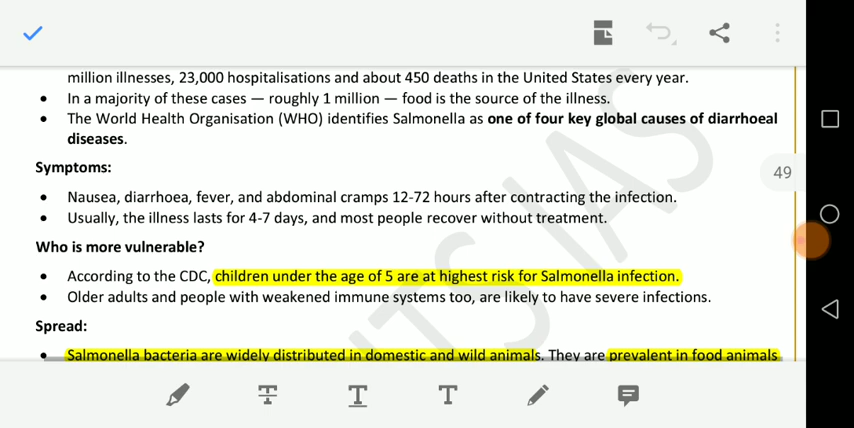 million illnesses, 23,000 hospitalisations and about 450 deaths in the United States every year.
• In a majority of these cases — roughly 1 million — food is the source of the illness.
• The World Health Organisation (WHO) identifies Salmonella as one of four key global causes of diarrhoeal
diseases.
Symptoms:
49
• Nausea, diarrhoea, fever, and abdominal cramps 12-72 hours after contracting the infection.
• Usually, the illness lasts for 4-7 days, and most people recover without treatment.
Who is more vulnerable?
• According to the CDC, children under the age of 5 are at highest risk for Salmonella infection.
• Older adults and people with weakened immune systems too, are likely to have severe infections.
Spread:
• Salmonella bacteria are widely distributed in domestic and wild animals. They are prevalent in food animals
TS IAS
T T T